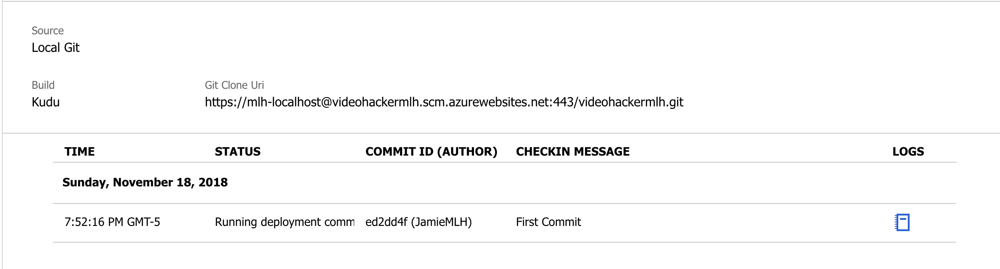 Source
Local Git
Build Git Clone Uri
Kudu https://mlh-localhost@videohackermlh.scm.azurewebsites.net:443/videohackermlh.git
TIME STATUS COMMIT ID (AUTHOR) CHECKIN MESSAGE LOGS
Sunday, November 18, 2018
7:52:16 PM GMT-5 Running deployment comm ed2dd4f (JamieMLH) First Commit